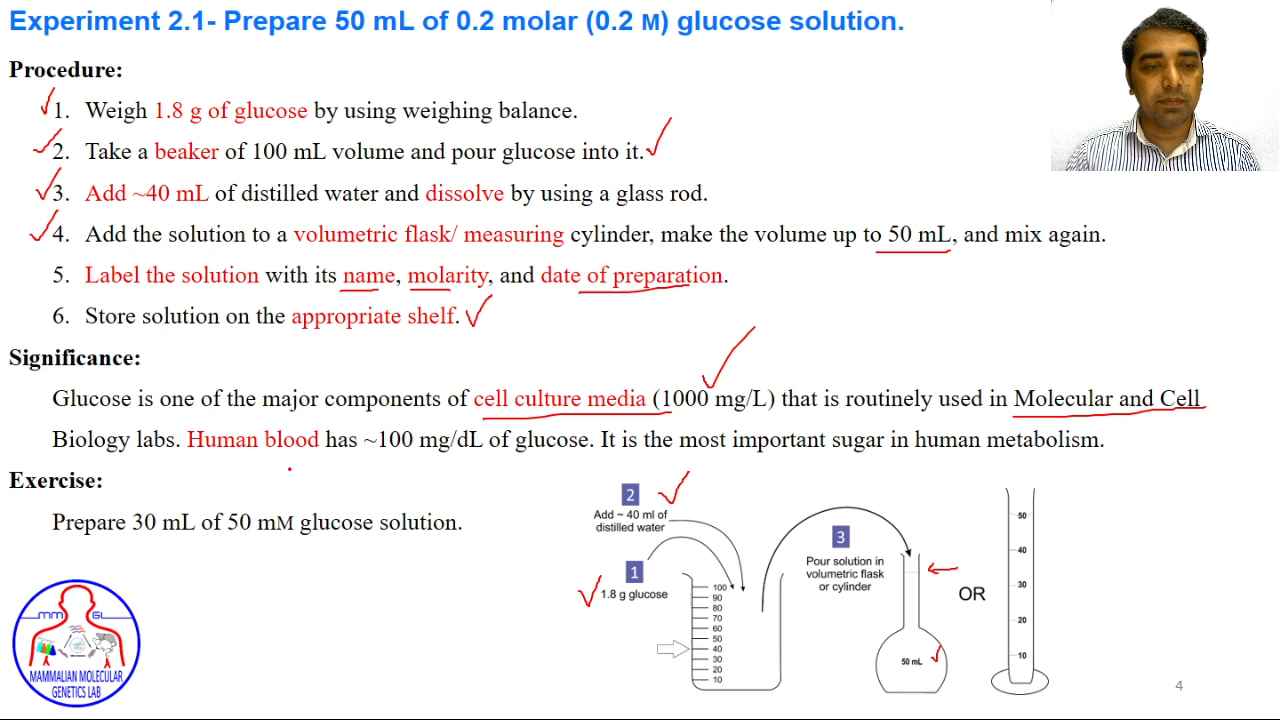 Experiment 2.1- Prepare 50 mL of 0.2 molar (0.2 M) glucose solution.
Procedure:
1. Weigh 1.8 g of glucose by using weighing balance.
2. Take a beaker of 100 mL volume and pour glucose into it.
3. Add ~40 mL of distilled water and dissolve by using a glass rod.
4. Add the solution to a volumetric flask/ measuring cylinder, make the volume up to 50 mL, and mix again.
5. Label the solution with its name, molarity, and date of preparation.
6. Store solution on the appropriate shelf.
Significance:
Glucose is one of the major components of cell culture media (1000 mg/L) that is routinely used in Molecular and Cell
Biology labs. Human blood has ~100 mg/dL of glucose. It is the most important sugar in human metabolism.
Exercise:
Prepare 30 mL of 50 mM glucose solution.
2
Add ~ 40 ml of
distilled water
1
1.8 g glucose
100
90
80
70
60
50
40
30
20
10
3
Pour solution in
volumetric flask
or cylinder
50 mL
OR
50
40
30
20
10
MM GL
MAMMALIAN MOLECULAR
GENETICS LAB
4